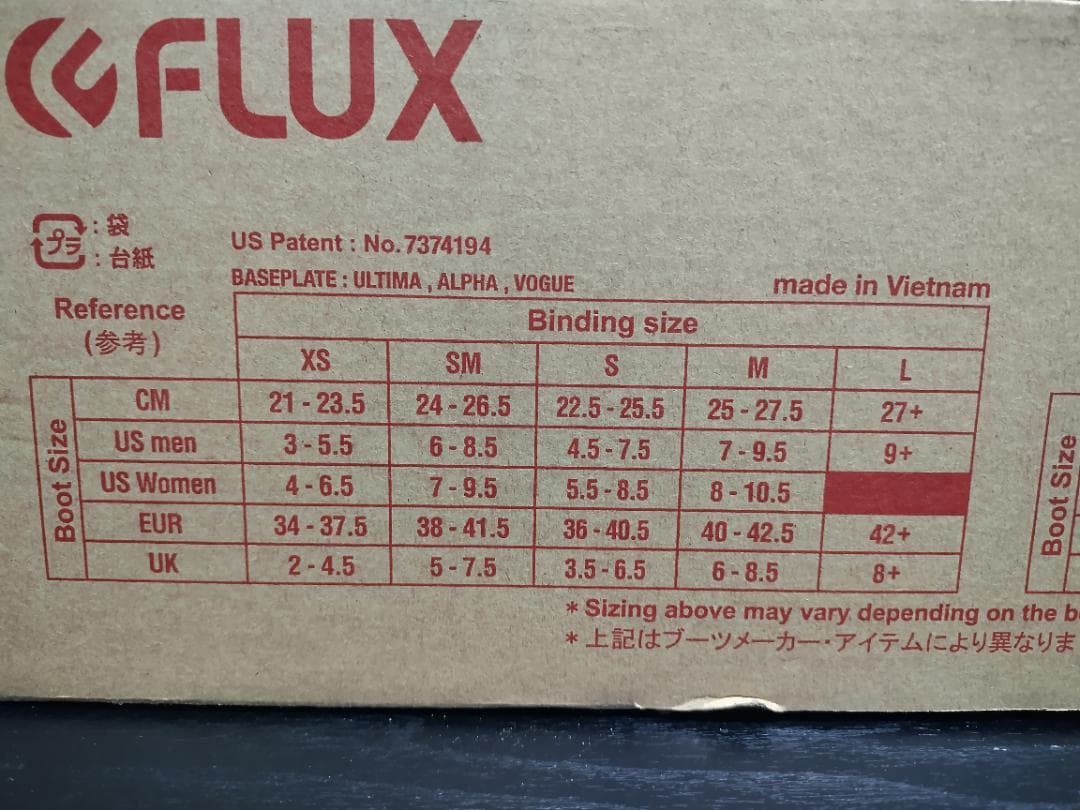 FLUX
プラ : 袋
: 台紙
US Patent : No.7374194
BASEPLATE : ULTIMA , ALPHA , VOGUE
made in Vietnam
Reference
(参考)
Binding size
XS SM S M L
Boot Size
CM 21 - 23.5 24 - 26.5 22.5 - 25.5 25 - 27.5 27+
US men 3 - 5.5 6 - 8.5 4.5 - 7.5 7 - 9.5 9+
US Women 4 - 6.5 7 - 9.5 5.5 - 8.5 8 - 10.5
EUR 34 - 37.5 38 - 41.5 36 - 40.5 40 - 42.5 42+
UK 2 - 4.5 5 - 7.5 3.5 - 6.5 6 - 8.5 8+
Boot Size
* Sizing above may vary depending on the
* 上記はブーツメーカー・アイテムにより異なりま